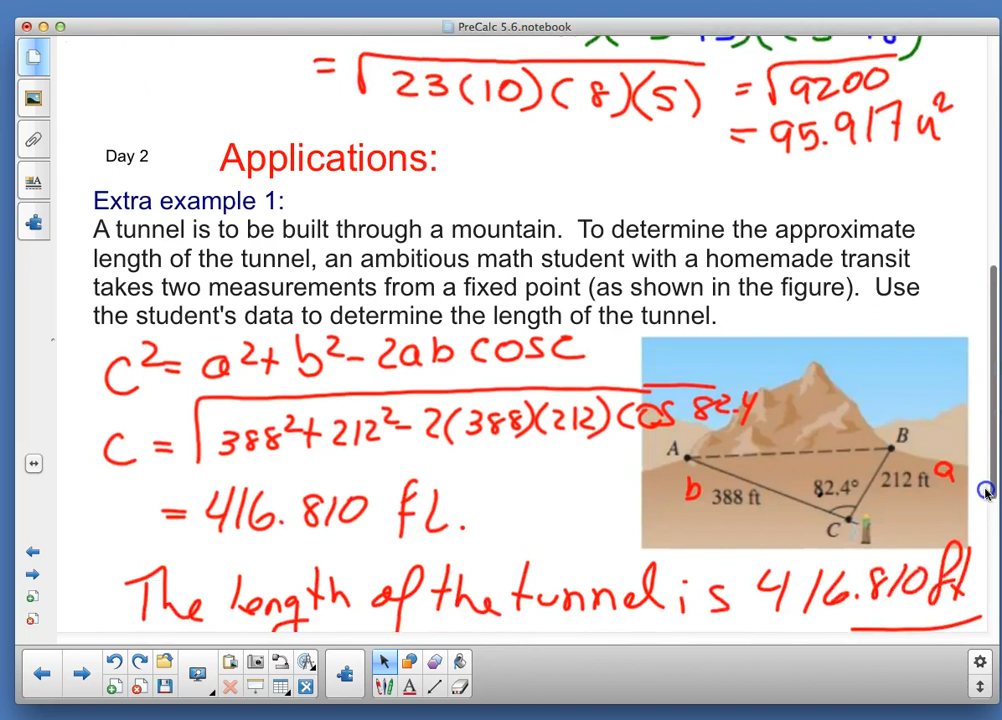 PreCalc 5.6.notebook
= √23(10)(8)(5) = √9200
= 95.917 u²
Day 2
Applications:
Extra example 1:
A tunnel is to be built through a mountain. To determine the approximate
length of the tunnel, an ambitious math student with a homemade transit
takes two measurements from a fixed point (as shown in the figure). Use
the student's data to determine the length of the tunnel.
C² = a² + b² - 2ab cosC
C = √388² + 212² - 2(388)(212) cos 82.4
A
B
b
388 ft
82.4°
212 ft
a
C
= 416.810 ft.
The length of the tunnel is 416.810 ft
A
A